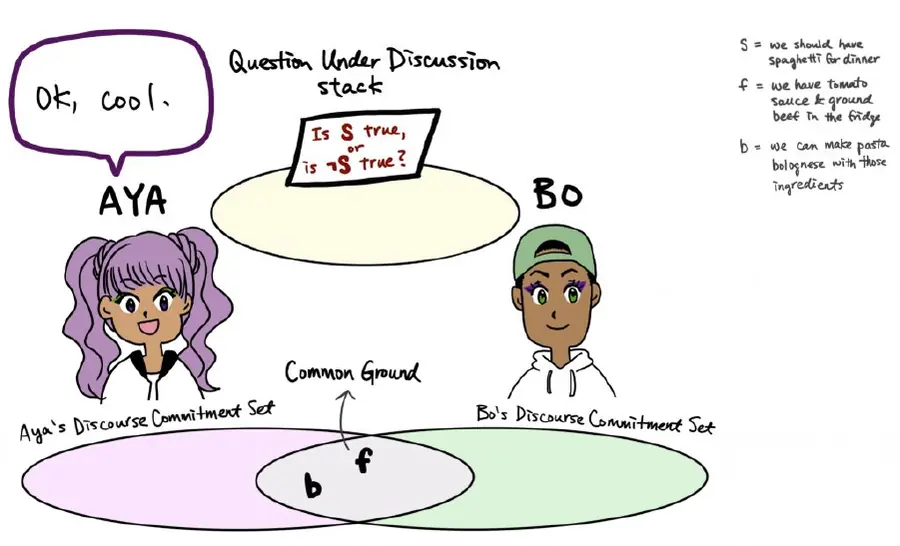 Ok, cool.
Question Under Discussion
stack
Is S true,
or
is ¬S true?
AYA
BO
S = we should have
spaghetti for dinner
f = we have tomato
sauce & ground
beef in the fridge
b = we can make pasta
bolognese with those
ingredients
Common Ground
Aya's Discourse Commitment Set
Bo's Discourse Commitment Set
f
b